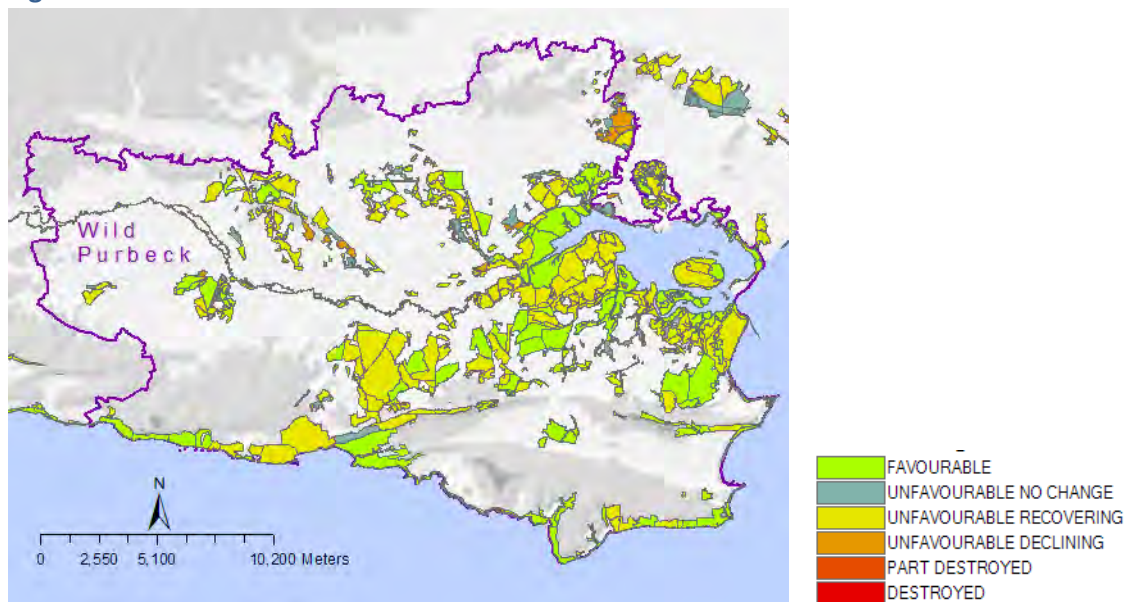 Wild
Purbeck
N
0 2,550 5,100 10,200 Meters
FAVOURABLE
UNFAVOURABLE NO CHANGE
UNFAVOURABLE RECOVERING
UNFAVOURABLE DECLINING
PART DESTROYED
DESTROYED